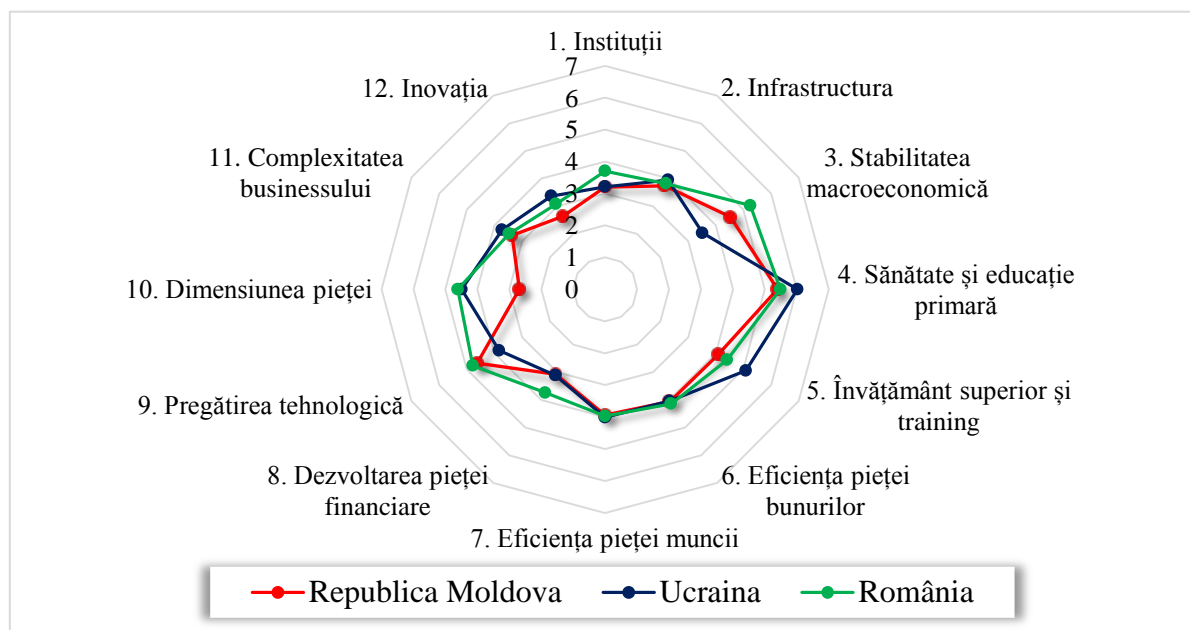 1. Instituții
7
6
5
4
3
2
1
0
2. Infrastructura
3. Stabilitatea
macroeconomică
4. Sănătate și educație
primară
5. Învățământ superior și
training
6. Eficiența pieței
bunurilor
7. Eficiența pieței muncii
8. Dezvoltarea pieței
financiare
9. Pregătirea tehnologică
10. Dimensiunea pieței
11. Complexitatea
businessului
12. Inovația
Republica Moldova
Ucraina
România